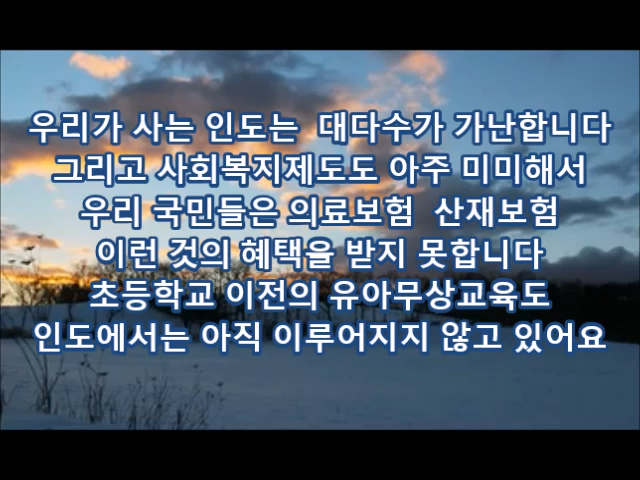 우리가 사는 인도는  대다수가 가난합니다
그리고 사회복지제도도 아주 미미해서
우리 국민들은 의료보험  산재보험
이런 것의 혜택을 받지 못합니다
초등학교 이전의 유아무상교육도
인도에서는 아직 이루어지지 않고 있어요